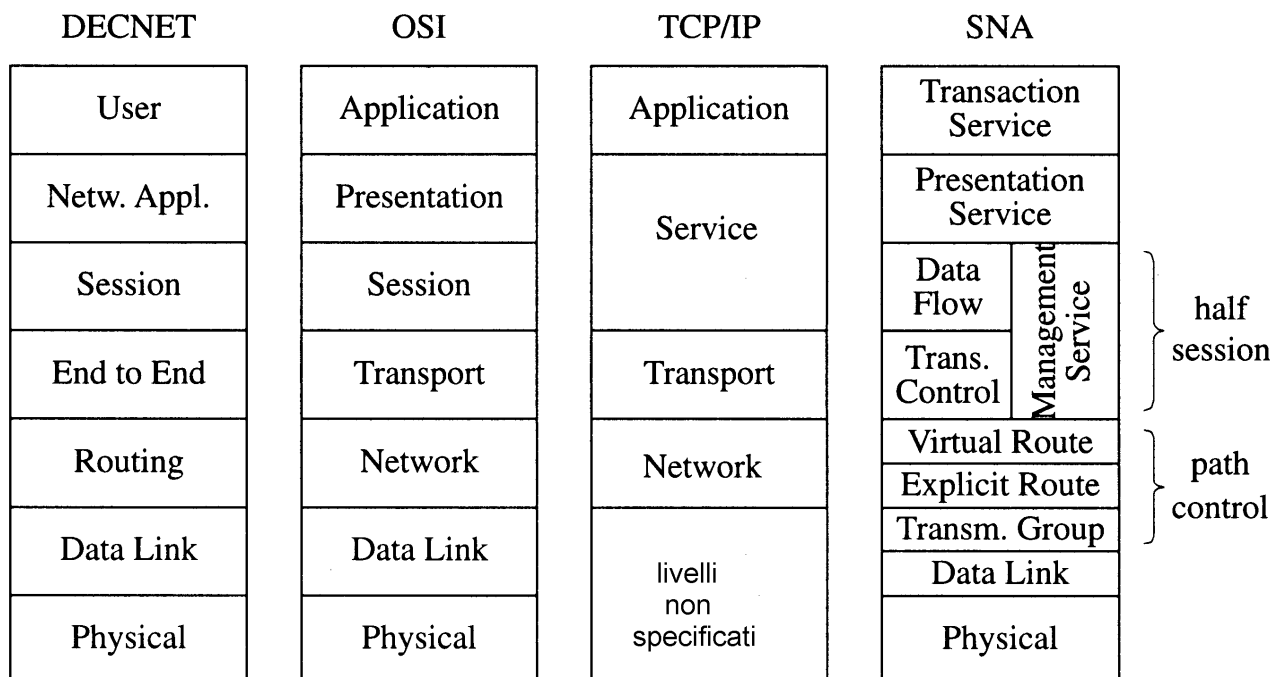 DECNET
User
Netw. Appl.
Session
End to End
Routing
Data Link
Physical
OSI
Application
Presentation
Session
Transport
Network
Data Link
Physical
TCP/IP
Application
Service
Transport
Network
livelli
non
specificati
SNA
Transaction
Service
Presentation
Service
Data
Flow
Trans.
Control
Management
Service
half
session
Virtual Route
Explicit Route
Transm. Group
path
control
Data Link
Physical